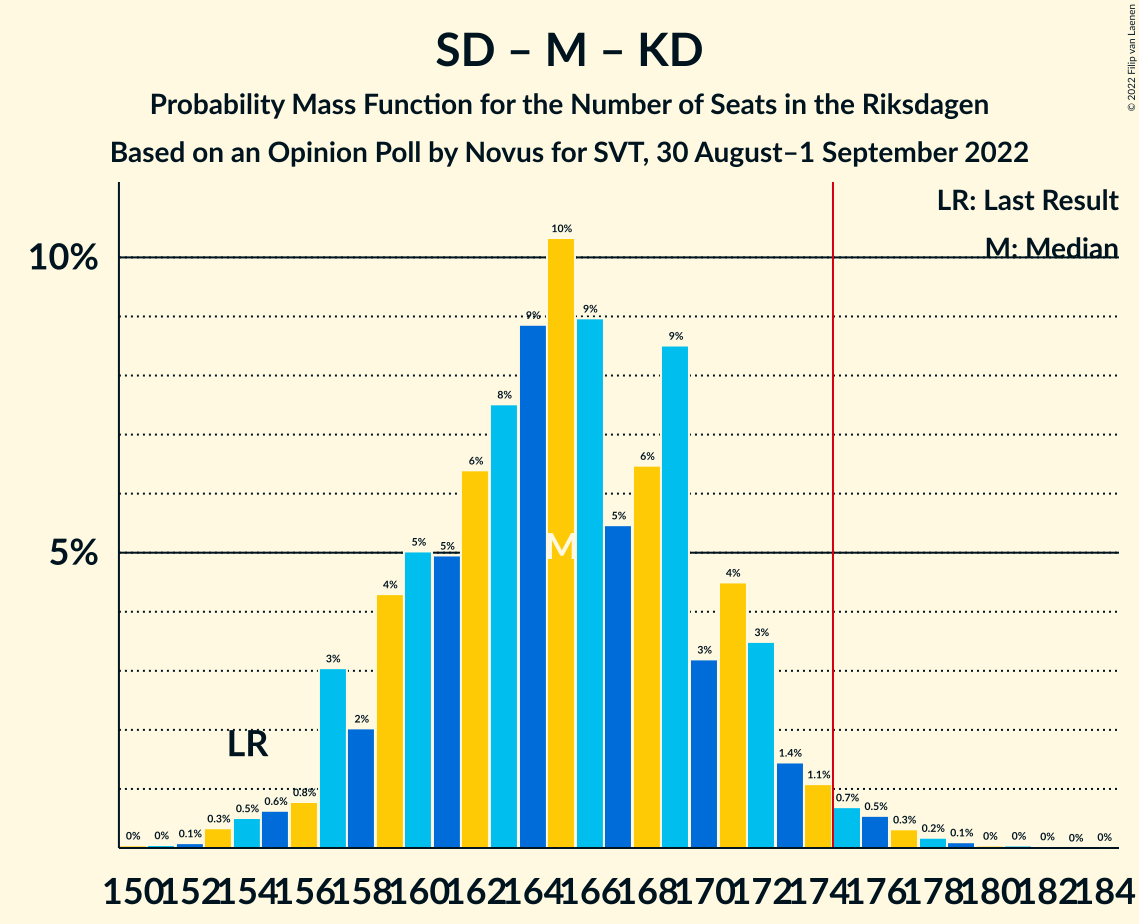 SD – M – KD
Probability Mass Function for the Number of Seats in the Riksdagen
Based on an Opinion Poll by Novus for SVT, 30 August–1 September 2022
© 2022 Filip van Laenen
LR: Last Result
M: Median
10%
5%
LR
M
0% 0% 0.1% 0.3% 0.5% 0.6% 0.8% 3% 2% 4% 5% 5% 6% 8% 9% 10% 9% 5% 6% 9% 3% 4% 3% 1.4% 1.1% 0.7% 0.5% 0.3% 0.2% 0.1% 0% 0% 0% 0% 0%
150 152 154 156 158 160 162 164 166 168 170 172 174 176 178 180 182 184